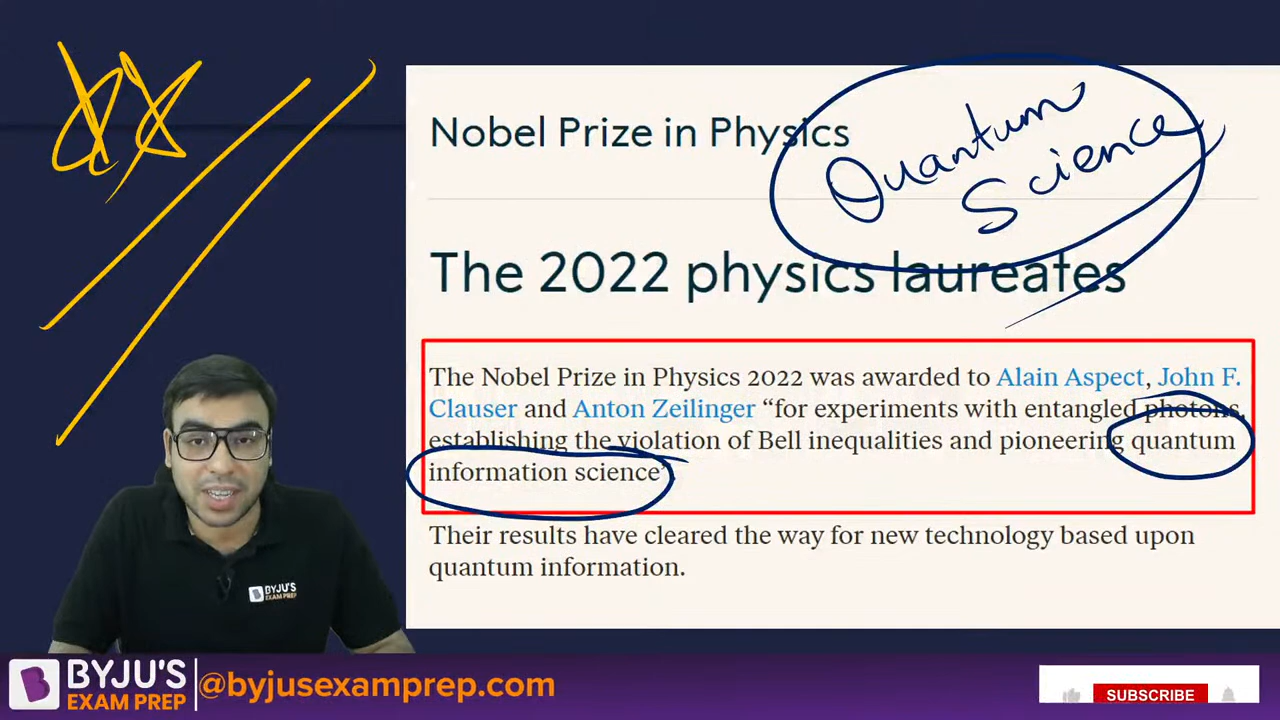 Nobel Prize in Physics
Quantum
Science
The 2022 physics laureates
The Nobel Prize in Physics 2022 was awarded to Alain Aspect, John F.
Clauser and Anton Zeilinger “for experiments with entangled photons,
establishing the violation of Bell inequalities and pioneering quantum
information science”.
Their results have cleared the way for new technology based upon
quantum information.
BYJU'S
EXAM PREP
BYJU'S
EXAM PREP
@byjusexamprep.com
SUBSCRIBE